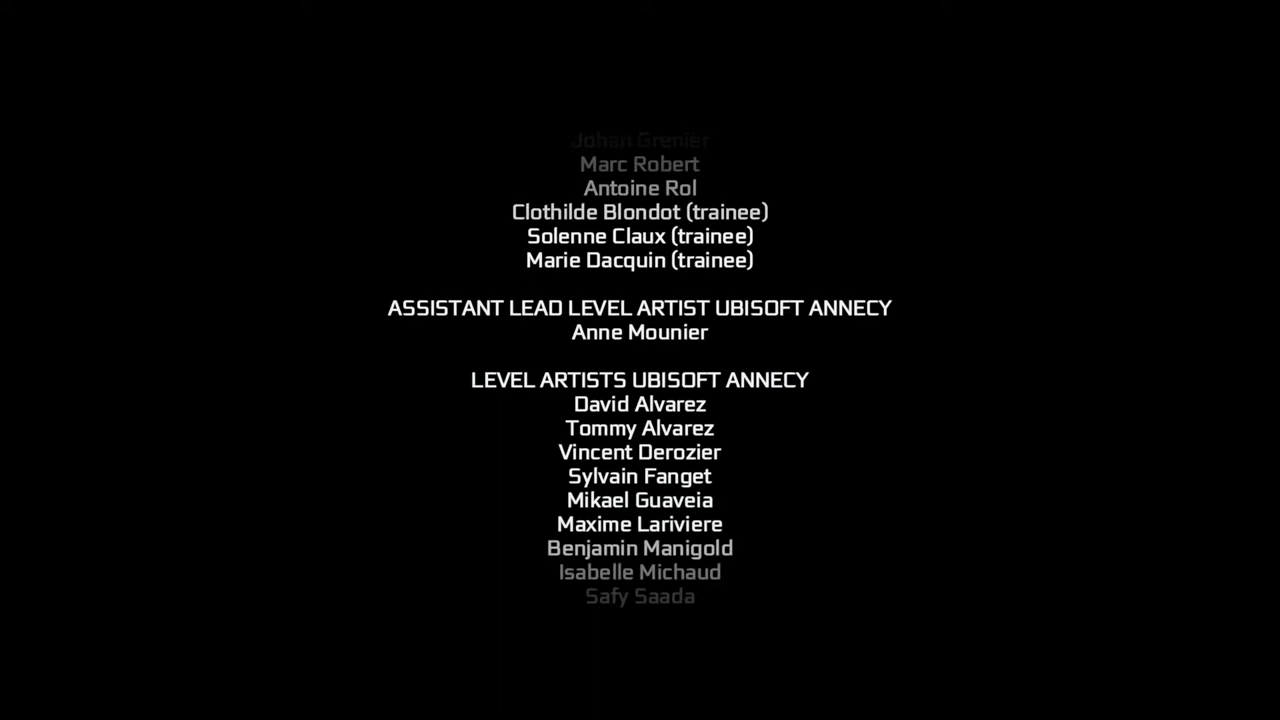 Johan Grenier
Marc Robert
Antoine Rol
Clothilde Blondot (trainee)
Solenne Claux (trainee)
Marie Dacquin (trainee)
ASSISTANT LEAD LEVEL ARTIST UBISOFT ANNECY
Anne Mounier
LEVEL ARTISTS UBISOFT ANNECY
David Alvarez
Tommy Alvarez
Vincent Derozier
Sylvain Fanget
Mikael Guaveia
Maxime Lariviere
Benjamin Manigold
Isabelle Michaud
Safy Saada